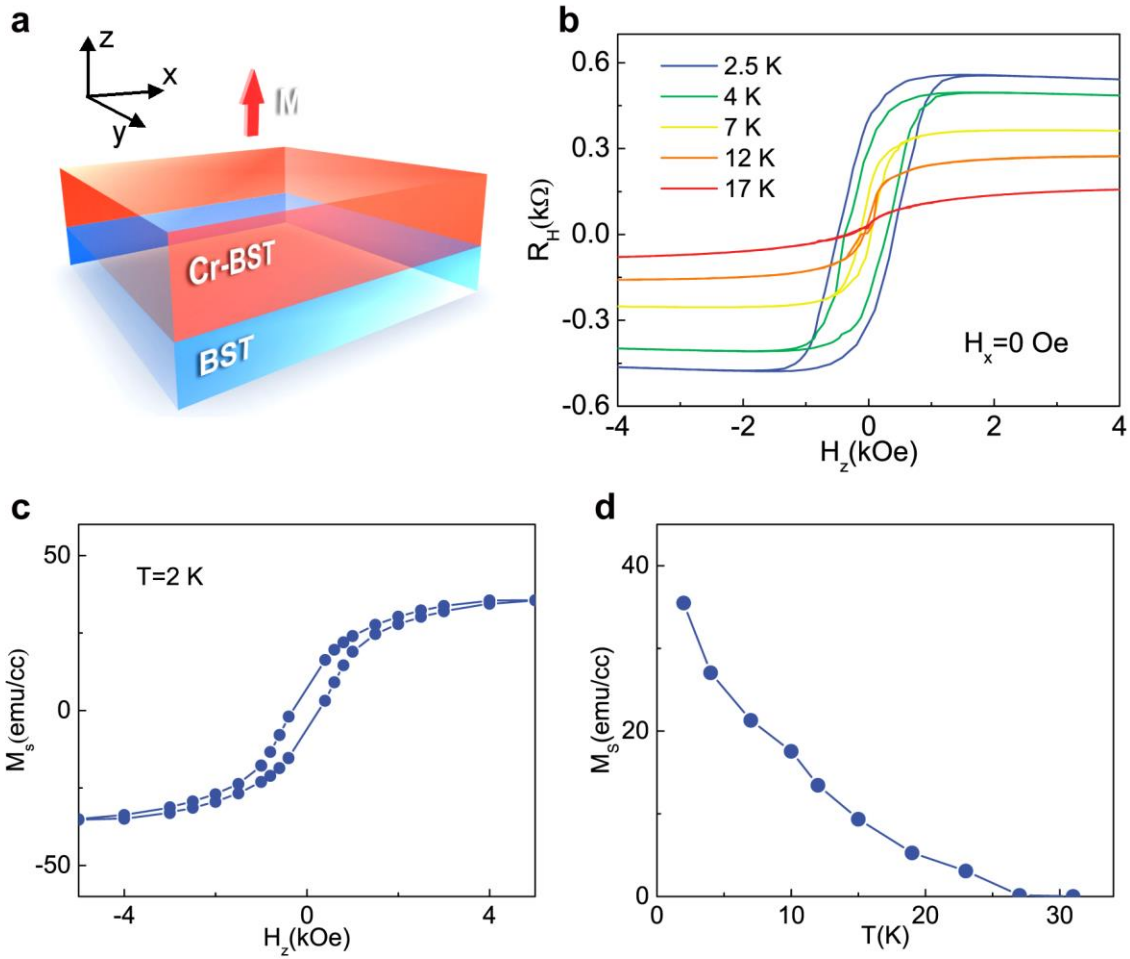 a
z
x
y
M
Cr-BST
BST
b
2.5 K
4 K
7 K
12 K
17 K
0.6
0.3
0.0
-0.3
-0.6
R_H(kΩ)
H_x=0 Oe
-4
-2
0
2
4
H_z(kOe)
c
50
0
-50
M_s(emu/cc)
T=2 K
-4
0
4
H_z(kOe)
d
40
20
0
M_s(emu/cc)
0
10
20
30
T(K)